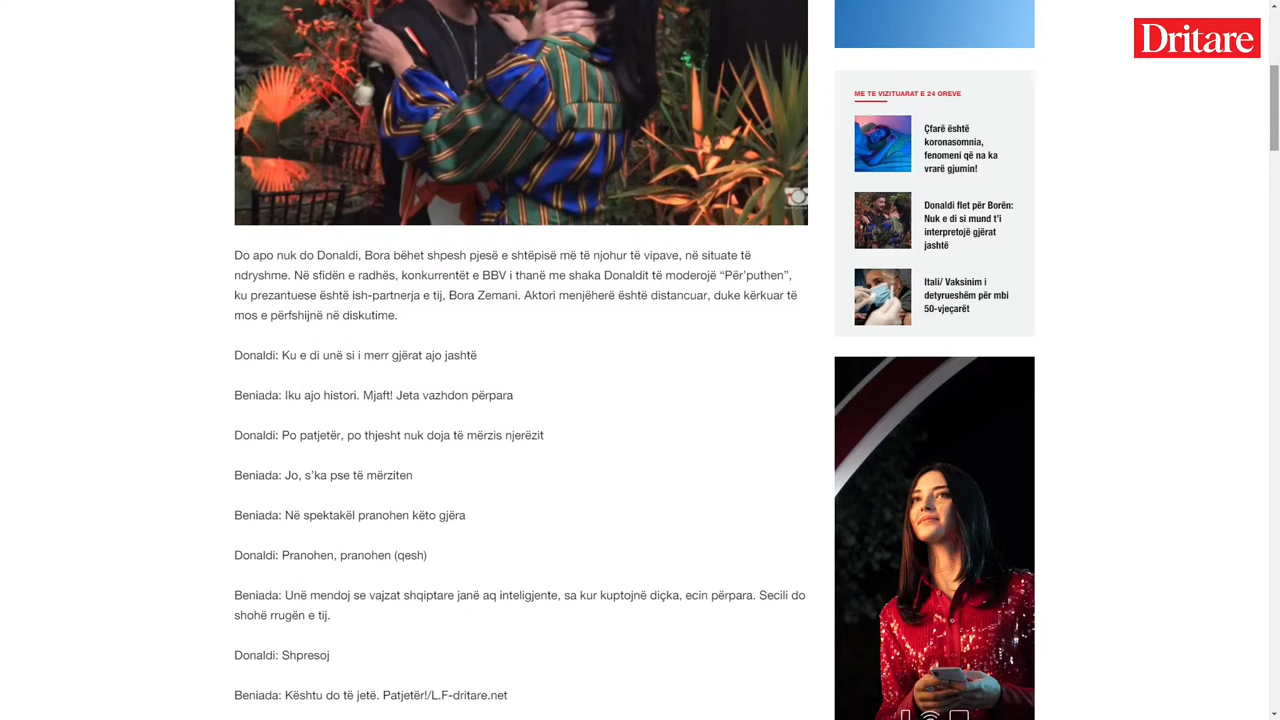 Dritare
Do apo nuk do Donaldi, Bora bëhet shpesh pjesë e shtëpisë më të njohur të vipave, në situate të
ndryshme. Në sfidën e radhës, konkurrentët e BBV i thanë me shaka Donaldit të moderojë “Për’puthen”,
ku prezantuese është ish-partnerja e tij, Bora Zemani. Aktori menjëherë është distancuar, duke kërkuar të
mos e përfshijnë në diskutime.
Donaldi: Ku e di unë si i merr gjërat ajo jashtë
Beniada: Iku ajo histori. Mjaft! Jeta vazhdon përpara
Donaldi: Po patjetër, po thjesht nuk doja të mërzis njerëzit
Beniada: Jo, s’ka pse të mërziten
Beniada: Në spektakël pranohen këto gjëra
Donaldi: Pranohen, pranohen (qesh)
Beniada: Unë mendoj se vajzat shqiptare janë aq inteligjente, sa kur kuptojnë diçka, ecin përpara. Secili do
shohë rrugën e tij.
Donaldi: Shpresoj
Beniada: Kështu do të jetë. Patjetër!/L.F-dritare.net
ME TE VIZITUARAT E 24 OREVE
Çfarë është
koronasomnia,
fenomeni që na ka
vrarë gjumin!
Donaldi flet për Borën:
Nuk e di si mund t’i
interpretojë gjërat
jashtë
Itali/ Vaksinim i
detyrueshëm për mbi
50-vjeçarët